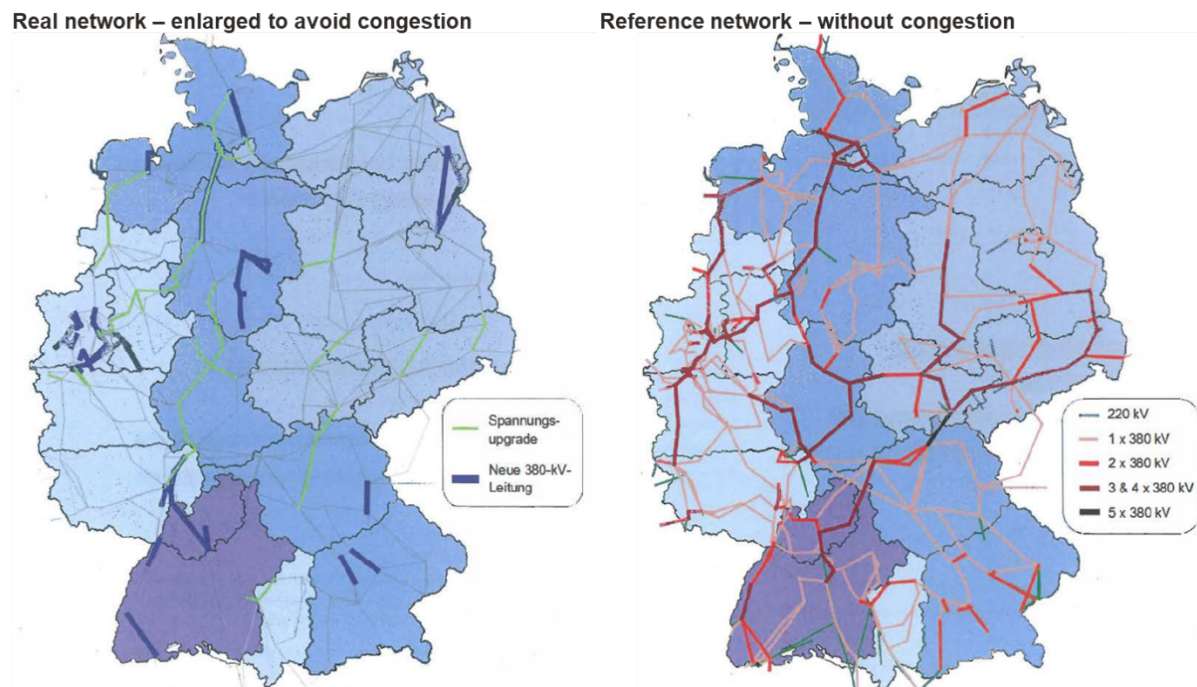 Real network – enlarged to avoid congestion
Reference network – without congestion
Spannungs-
upgrade
Neue 380-kV-
Leitung
220 kV
1 x 380 kV
2 x 380 kV
3 & 4 x 380 kV
5 x 380 kV